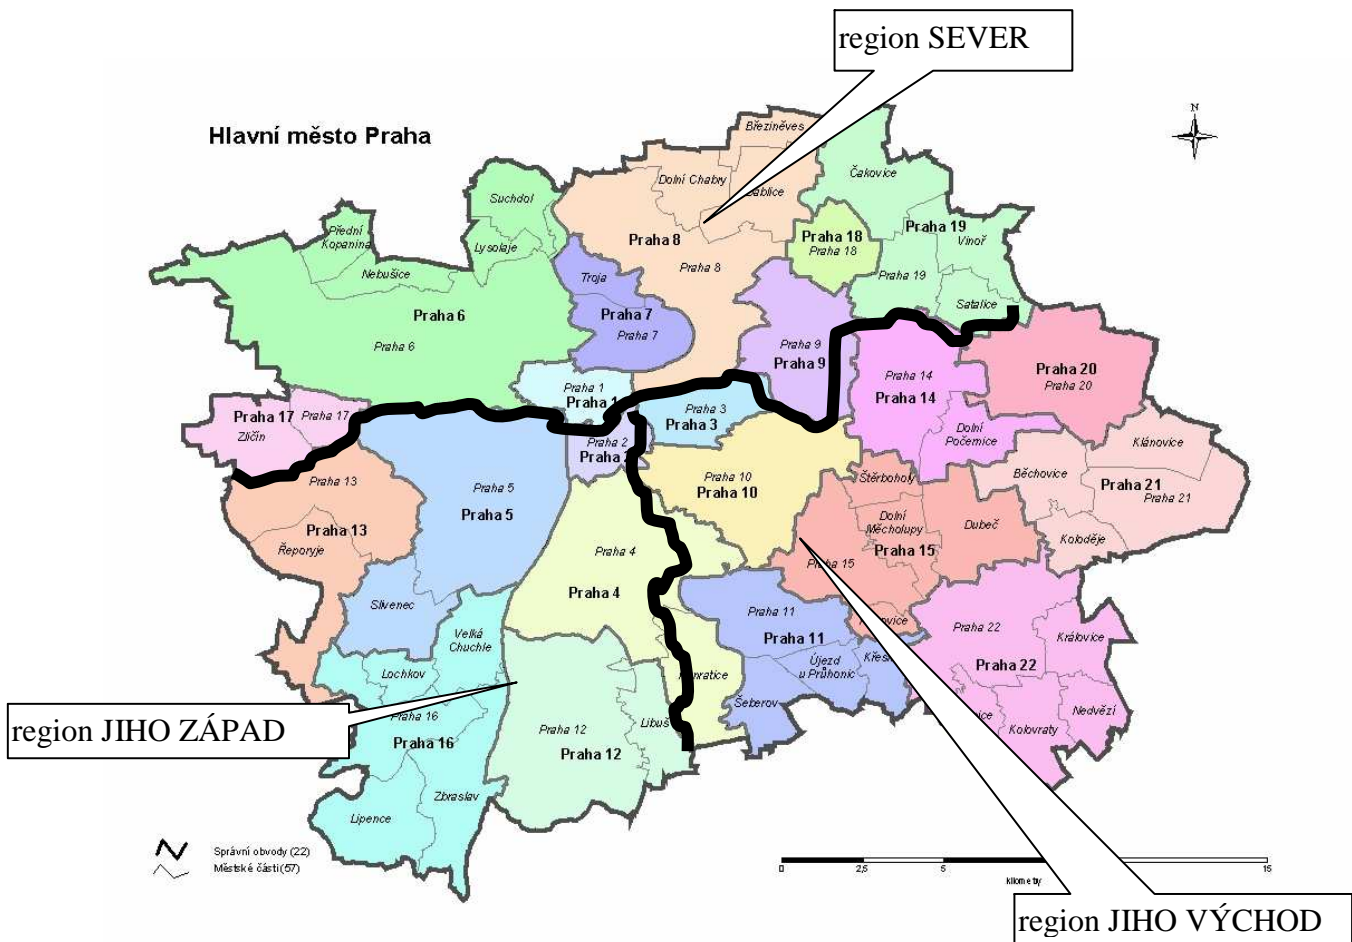 region SEVER
N
Hlavní město Praha
Březiněves
Dolní Chabry
Čakovice
Suchdol
Přední
Kopanina
Lysolaje
Nebušice
Praha 8
Praha 8
Praha 18
Praha 18
Praha 19
Vinoř
Praha 19
Satalice
Troja
Praha 7
Praha 7
Praha 6
Praha 6
Praha 9
Praha 9
Praha 20
Praha 20
Praha 14
Praha 14
Dolní
Počernice
Praha 1
Praha 1
Praha 17
Praha 17
Zličín
Praha 3
Praha 3
Praha 2
Praha
Klánovice
Běchovice
Praha 21
Praha 21
Koloděje
Praha 13
Praha 13
Řeporyje
Praha 5
Praha 5
Praha 10
Praha 10
Štěrboholy
Dolní
Měcholupy
Dubeč
Praha 15
Praha 15
Praha 4
Praha 4
Slivenec
Velká
Chuchle
Lochkov
Praha 11
Praha 11
Újezd
u Průhonic
Šeberov
Praha 22
Praha 22
Královice
Nedvězí
Kolovraty
region JIHO ZÁPAD
Praha 16
Praha 16
Praha 12
Praha 12
Libuš
Zbraslav
Lipence
Správní obvody (22)
Městské části (57)
0
2,5
5
15
kilometry
region JIHO VÝCHOD